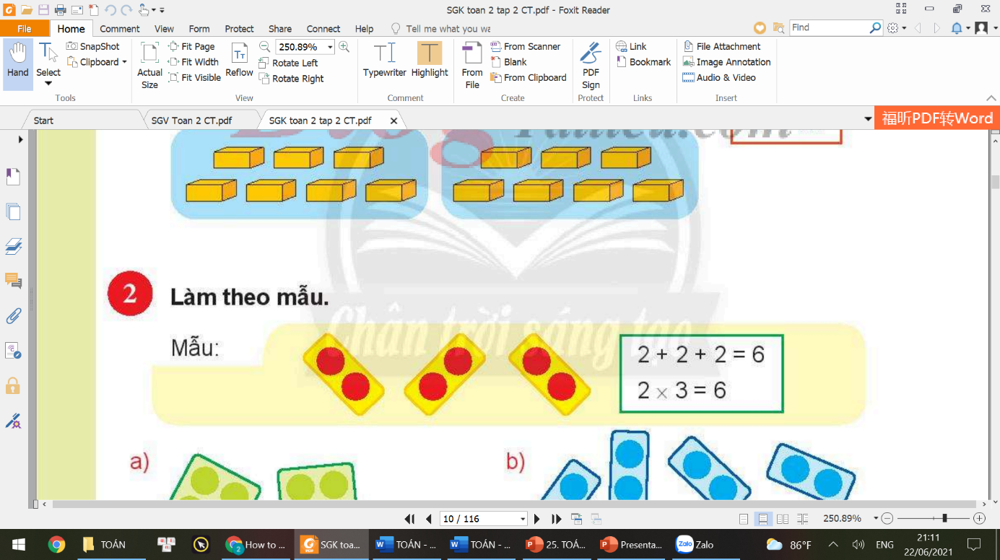 SGK toan 2 tap 2 CT.pdf - Foxit Reader
File Home Comment View Form Protect Share Connect Help Tell me what you wa Find
Hand
Select
SnapShot
Clipboard
Tools
Actual
Size
Fit Page
Fit Width
Fit Visible
Reflow
250.89%
Rotate Left
Rotate Right
View
Typewriter
Highlight
Comment
From
File
From Scanner
Blank
From Clipboard
Create
PDF
Sign
Protect
Link
Bookmark
Links
File Attachment
Image Annotation
Audio & Video
Insert
Start SGV Toan 2 CT.pdf SGK toan 2 tap 2 CT.pdf
福昕PDF转Word
2 Làm theo mẫu.
Chân trời sáng tạo
Mẫu:
2 + 2 + 2 = 6
2 × 3 = 6
a) b)
10 / 116 250.89%
TOÁN 2 How to ... SGK toa... TOÁN - ... TOÁN - ... 25. TOÁ... Presenta... Zalo Zalo 86°F ENG
21:11
22/06/2021